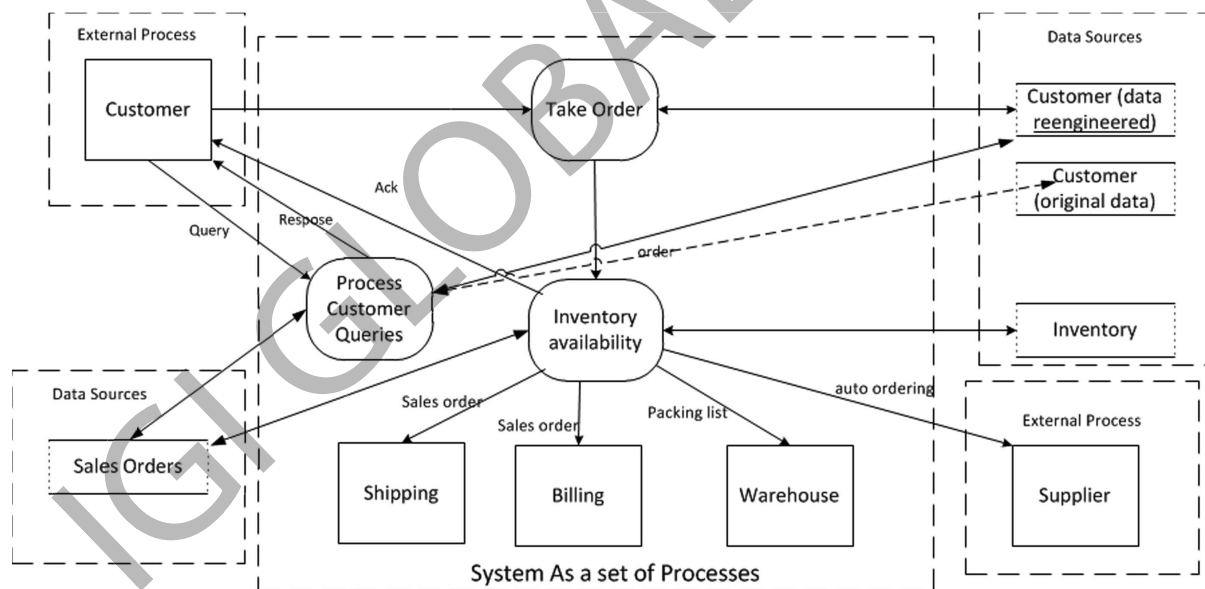 External Process
Customer
Take Order
Data Sources
Customer (data
reengineered)
Customer
(original data)
Ack
Query
Respose
order
Process
Customer
Queries
Inventory
availability
Inventory
Data Sources
Sales Orders
Sales order
Sales order
Packing list
auto ordering
External Process
Shipping
Billing
Warehouse
Supplier
System As a set of Processes
IGI GLOBAL